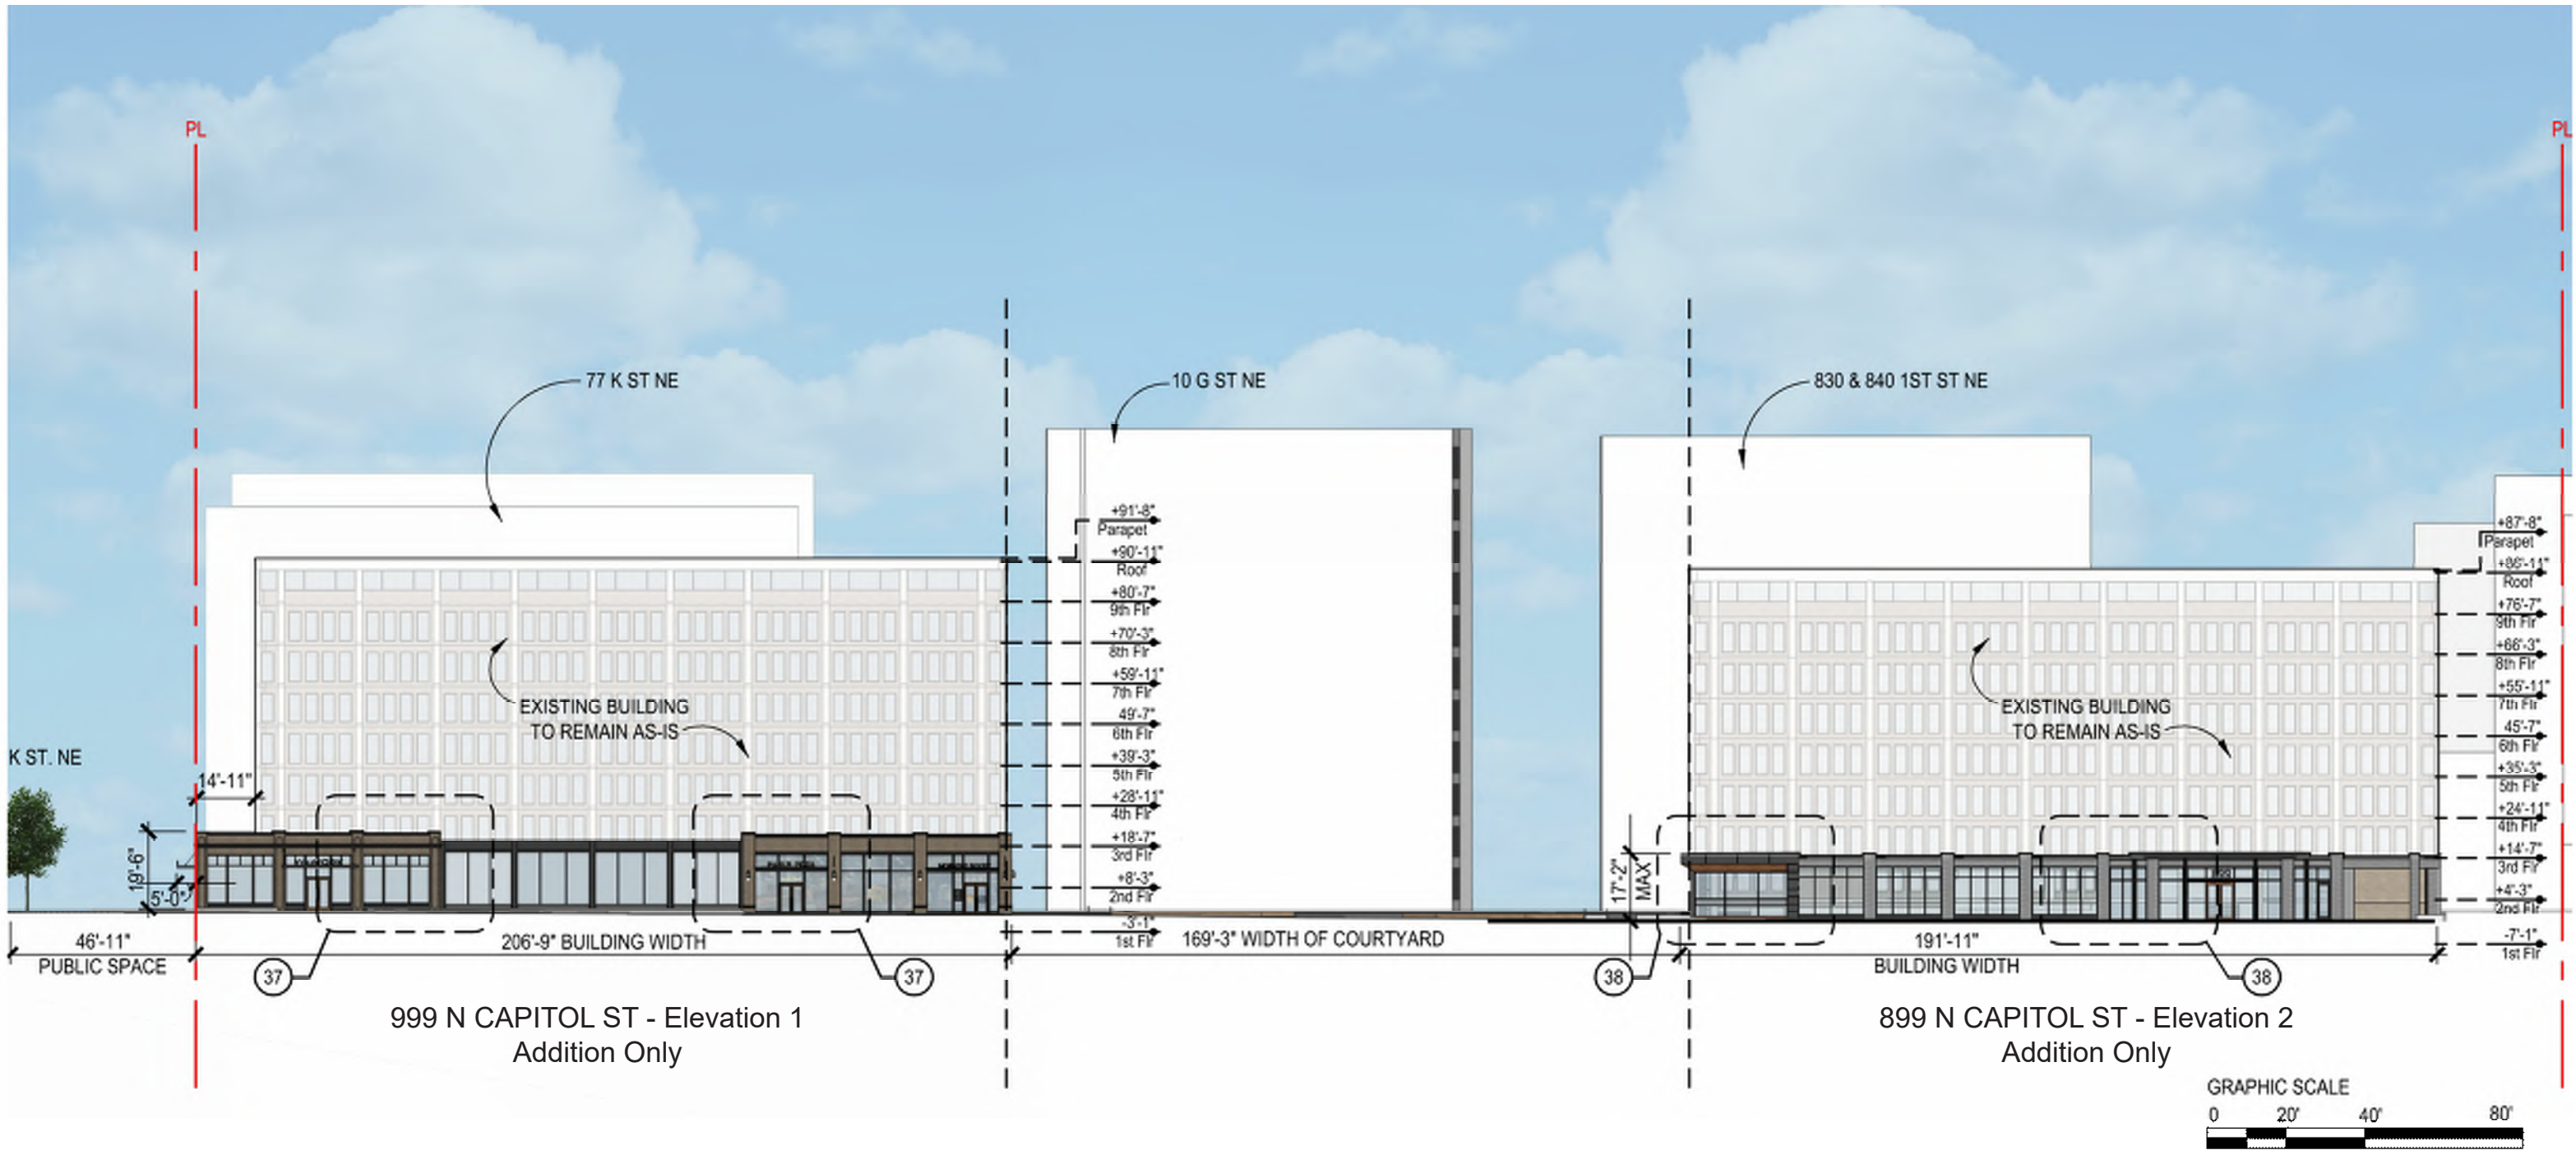 PL
PL
77 K ST NE
10 G ST NE
830 & 840 1ST ST NE
+91'-8"
Parapet
+90'-11"
Roof
+80'-7"
9th Flr
+70'-3"
8th Flr
+59'-11"
7th Flr
49'-7"
6th Flr
+39'-3"
5th Flr
+28'-11"
4th Flr
+18'-7"
3rd Flr
+8'-3"
2nd Flr
-3'-1"
1st Flr
+87'-8"
Parapet
+86'-11"
Roof
+76'-7"
9th Flr
+66'-3"
8th Flr
+55'-11"
7th Flr
45'-7"
6th Flr
+35'-3"
5th Flr
+24'-11"
4th Flr
+14'-7"
3rd Flr
+4'-3"
2nd Flr
-7'-1"
1st Flr
EXISTING BUILDING
TO REMAIN AS-IS
EXISTING BUILDING
TO REMAIN AS-IS
K ST. NE
14'-11"
19'-6"
5'-0"
17'-2"
MAX
46'-11"
PUBLIC SPACE
206'-9" BUILDING WIDTH
169'-3" WIDTH OF COURTYARD
191'-11"
BUILDING WIDTH
37
37
38
38
999 N CAPITOL ST - Elevation 1
Addition Only
899 N CAPITOL ST - Elevation 2
Addition Only
GRAPHIC SCALE
0 20' 40' 80'